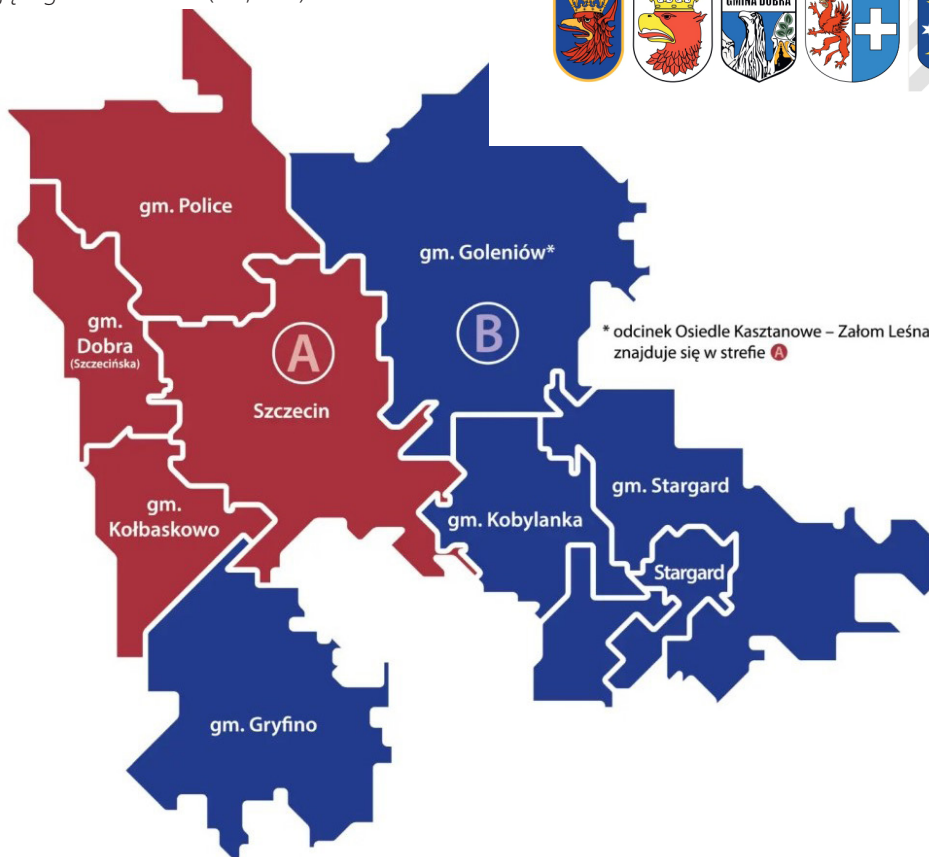 GMINA DOBRA
gm. Police
gm. Goleniów*
gm.
Dobra
(Szczecińska)
A
B
* odcinek Osiedle Kasztanowe – Załom Leśna
znajduje się w strefie A
Szczecin
gm.
Kołbaskowo
gm. Stargard
gm. Kobylanka
Stargard
gm. Gryfino